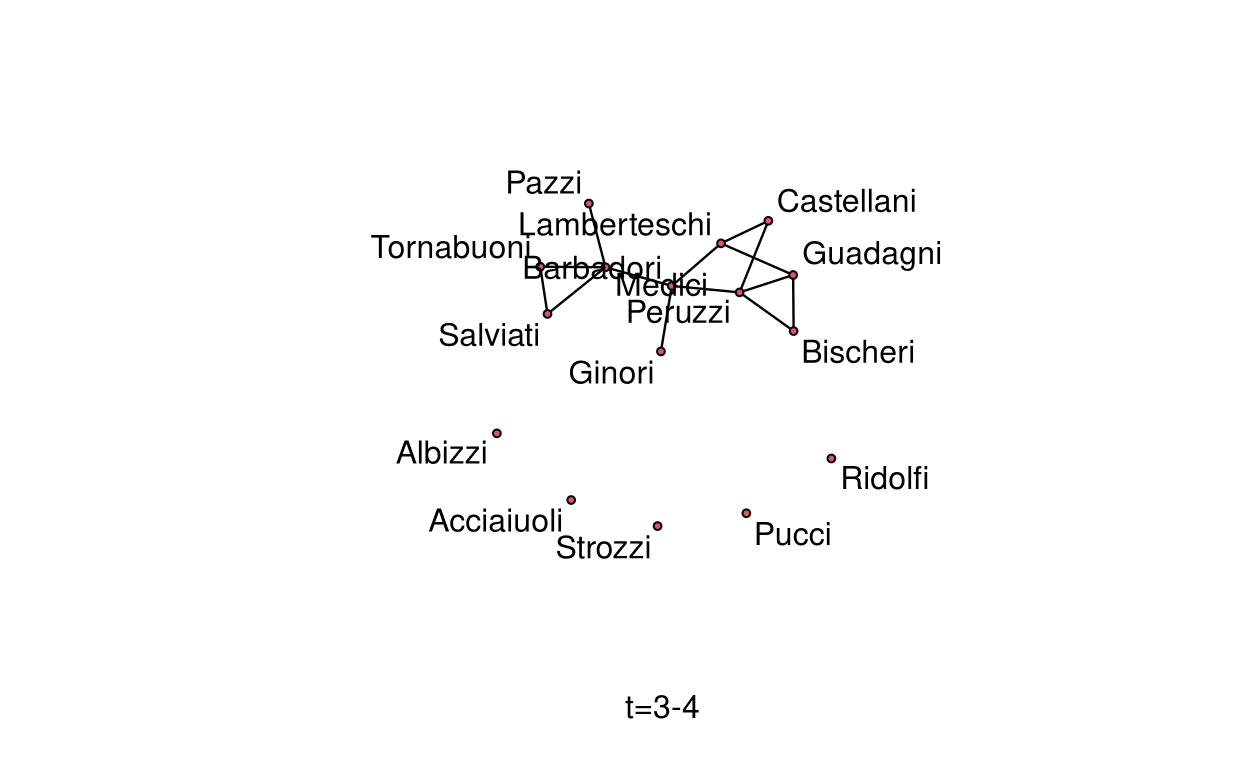 Pazzi
Castellani
Lamberteschi
Tornabuoni
Guadagni
Barbadori
Medici
Peruzzi
Salviati
Bischeri
Ginori
Albizzi
Ridolfi
Acciaiuoli
Pucci
Strozzi
t=3-4